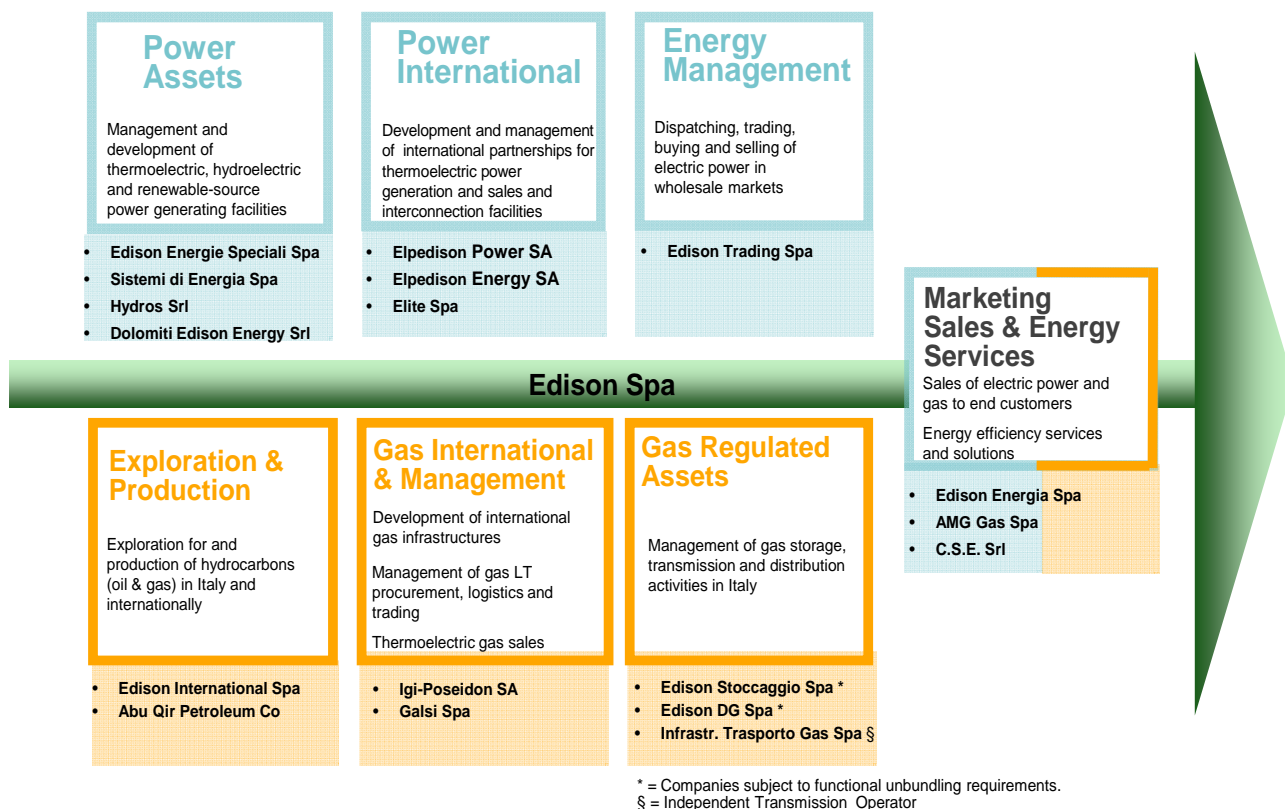 Power
Assets
Management and
development of
thermoelectric, hydroelectric
and renewable-source
power generating facilities
• Edison Energie Speciali Spa
• Sistemi di Energia Spa
• Hydros Srl
• Dolomiti Edison Energy Srl
Power
International
Development and management
of international partnerships for
thermoelectric power
generation and sales and
interconnection facilities
• Elpedison Power SA
• Elpedison Energy SA
• Elite Spa
Energy
Management
Dispatching, trading,
buying and selling of
electric power in
wholesale markets
• Edison Trading Spa
Marketing
Sales & Energy
Services
Sales of electric power and
gas to end customers
Energy efficiency services
and solutions
• Edison Energia Spa
• AMG Gas Spa
• C.S.E. Srl
Edison Spa
Exploration &
Production
Exploration for and
production of hydrocarbons
(oil & gas) in Italy and
internationally
• Edison International Spa
• Abu Qir Petroleum Co
Gas International
& Management
Development of international
gas infrastructures
Management of gas LT
procurement, logistics and
trading
Thermoelectric gas sales
• Igi-Poseidon SA
• Galsi Spa
Gas Regulated
Assets
Management of gas storage,
transmission and distribution
activities in Italy
• Edison Stoccaggio Spa *
• Edison DG Spa *
• Infrastr. Trasporto Gas Spa §
* = Companies subject to functional unbundling requirements.
§ = Independent Transmission Operator